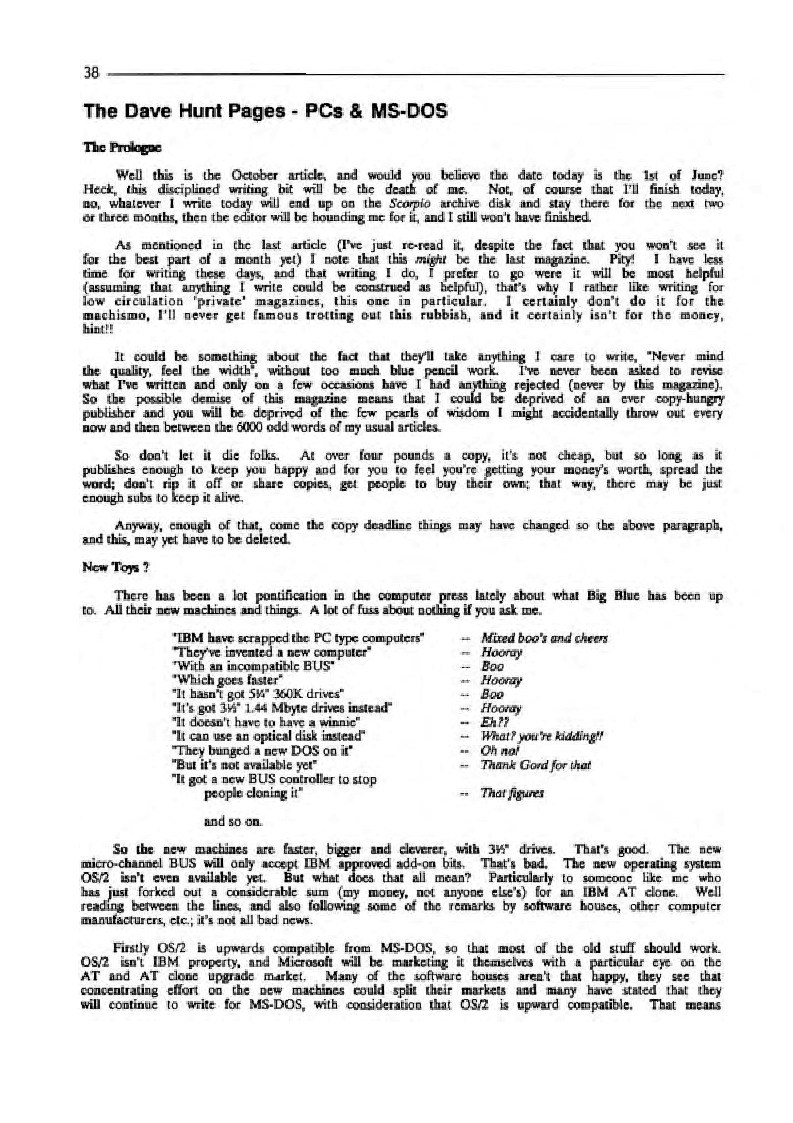 38
The Dave Hunt Pages - PCs & MS-DOS
The Prologue
Well this is the October article, and would you believe the date today is the 1st of June?
Heck, this disciplined writing bit will be the death of me. Not, of course that I'll finish today,
no, whatever I write today will end up on the Scorpio archive disk and stay there for the next two
or three months, then the editor will be hounding me for it, and I still won't have finished.
As mentioned in the last article (I've just re-read it, despite the fact that you won't see it
for the best part of a month yet) I note that this might be the last magazine. Pity! I have less
time for writing these days, and that writing I do, I prefer to go were it will be most helpful
(assuming that anything I write could be construed as helpful), that's why I rather like writing for
low circulation 'private' magazines, this one in particular. I certainly don't do it for the
machismo, I'll never get famous trotting out this rubbish, and it certainly isn't for the money,
hint!!
It could be something about the fact that they'll take anything I care to write, "Never mind
the quality, feel the width", without too much blue pencil work. I've never been asked to revise
what I've written and only on a few occasions have I had anything rejected (never by this magazine).
So the possible demise of this magazine means that I could be deprived of an ever copy-hungry
publisher and you will be deprived of the few pearls of wisdom I might accidentally throw out every
now and then between the 6000 odd words of my usual articles.
So don't let it die folks. At over four pounds a copy, it's not cheap, but so long as it
publishes enough to keep you happy and for you to feel you're getting your money's worth, spread the
word; don't rip it off or share copies, get people to buy their own; that way, there may be just
enough subs to keep it alive.
Anyway, enough of that, come the copy deadline things may have changed so the above paragraph,
and this, may yet have to be deleted.
New Toys ?
There has been a lot pontification in the computer press lately about what Big Blue has been up
to. All their new machines and things. A lot of fuss about nothing if you ask me.
"IBM have scrapped the PC type computers" -- Mixed boo's and cheers
"They've invented a new computer" -- Hooray
"With an incompatible BUS" -- Boo
"Which goes faster" -- Hooray
"It hasn't got 5¼" 360K drives" -- Boo
"It's got 3½" 1.44 Mbyte drives instead" -- Hooray
"It doesn't have to have a winnie" -- Eh??
"It can use an optical disk instead" -- What? you're kidding!!
"They bunged a new DOS on it" -- Oh no!
"But it's not available yet" -- Thank Gord for that
"It got a new BUS controller to stop
people cloning it" -- That figures
and so on.
So the new machines are faster, bigger and cleverer, with 3½" drives. That's good. The new
micro-channel BUS will only accept IBM approved add-on bits. That's bad. The new operating system
OS/2 isn't even available yet. But what does that all mean? Particularly to someone like me who
has just forked out a considerable sum (my money, not anyone else's) for an IBM AT clone. Well
reading between the lines, and also following some of the remarks by software houses, other computer
manufacturers, etc.; it's not all bad news.
Firstly OS/2 is upwards compatible from MS-DOS, so that most of the old stuff should work.
OS/2 isn't IBM property, and Microsoft will be marketing it themselves with a particular eye on the
AT and AT clone upgrade market. Many of the software houses aren't that happy, they see that
concentrating effort on the new machines could split their markets and many have stated that they
will continue to write for MS-DOS, with consideration that OS/2 is upward compatible. That means